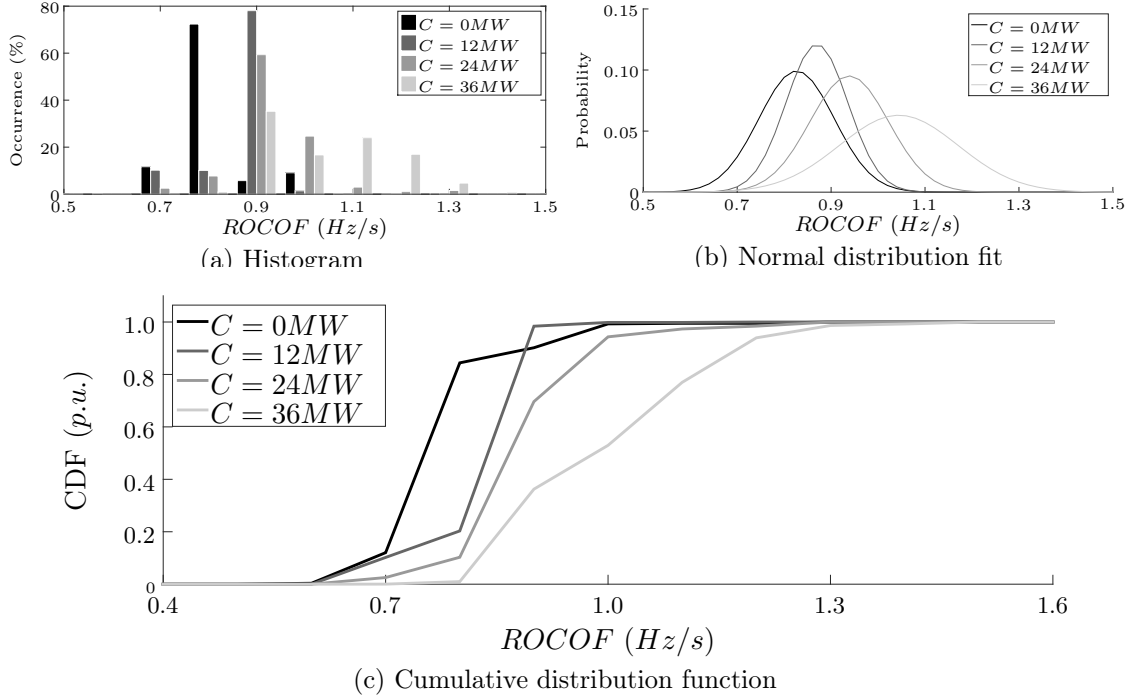 80
60
40
20
0
Occurrence (%)
C = 0MW
C = 12MW
C = 24MW
C = 36MW
0.5 0.7 0.9 1.1 1.3 1.5
ROCOF (Hz/s)
(a) Histogram
0.15
0.10
0.05
0
Probability
C = 0MW
C = 12MW
C = 24MW
C = 36MW
0.5 0.7 0.9 1.1 1.3 1.5
ROCOF (Hz/s)
(b) Normal distribution fit
1.0
0.8
0.6
0.4
0.2
0
CDF (p.u.)
C = 0MW
C = 12MW
C = 24MW
C = 36MW
0.4 0.7 1.0 1.3 1.6
ROCOF (Hz/s)
(c) Cumulative distribution function